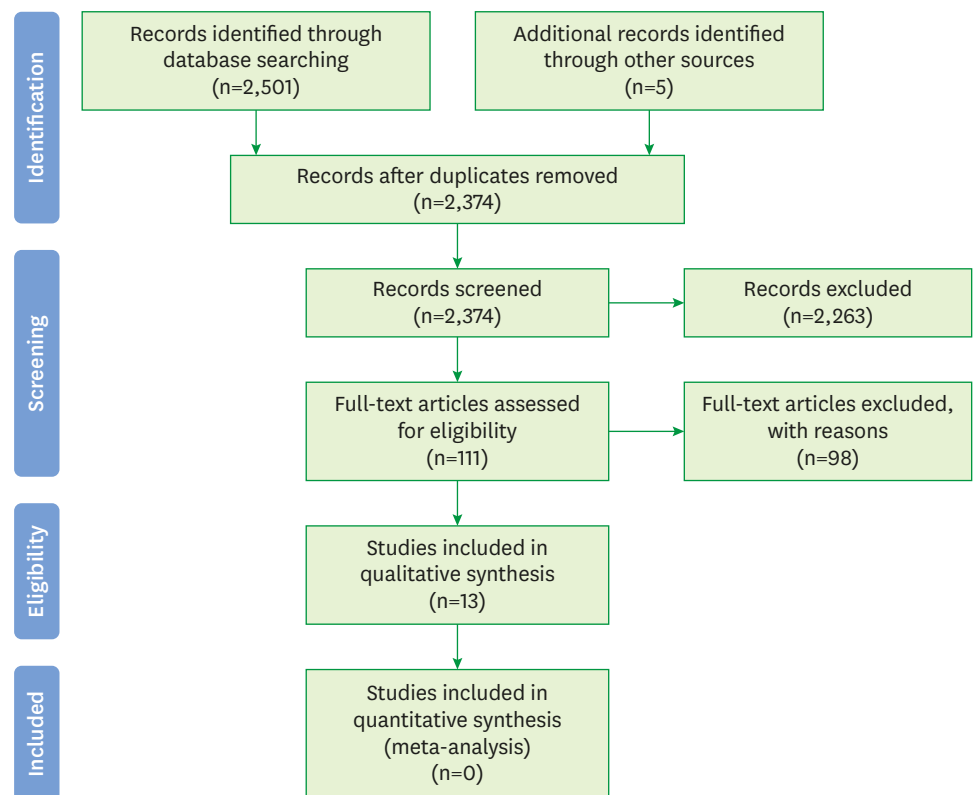 Identification
Records identified through
database searching
(n=2,501)
Additional records identified
through other sources
(n=5)
Records after duplicates removed
(n=2,374)
Screening
Records screened
(n=2,374)
Records excluded
(n=2,263)
Full-text articles assessed
for eligibility
(n=111)
Full-text articles excluded,
with reasons
(n=98)
Eligibility
Studies included in
qualitative synthesis
(n=13)
Included
Studies included in
quantitative synthesis
(meta-analysis)
(n=0)